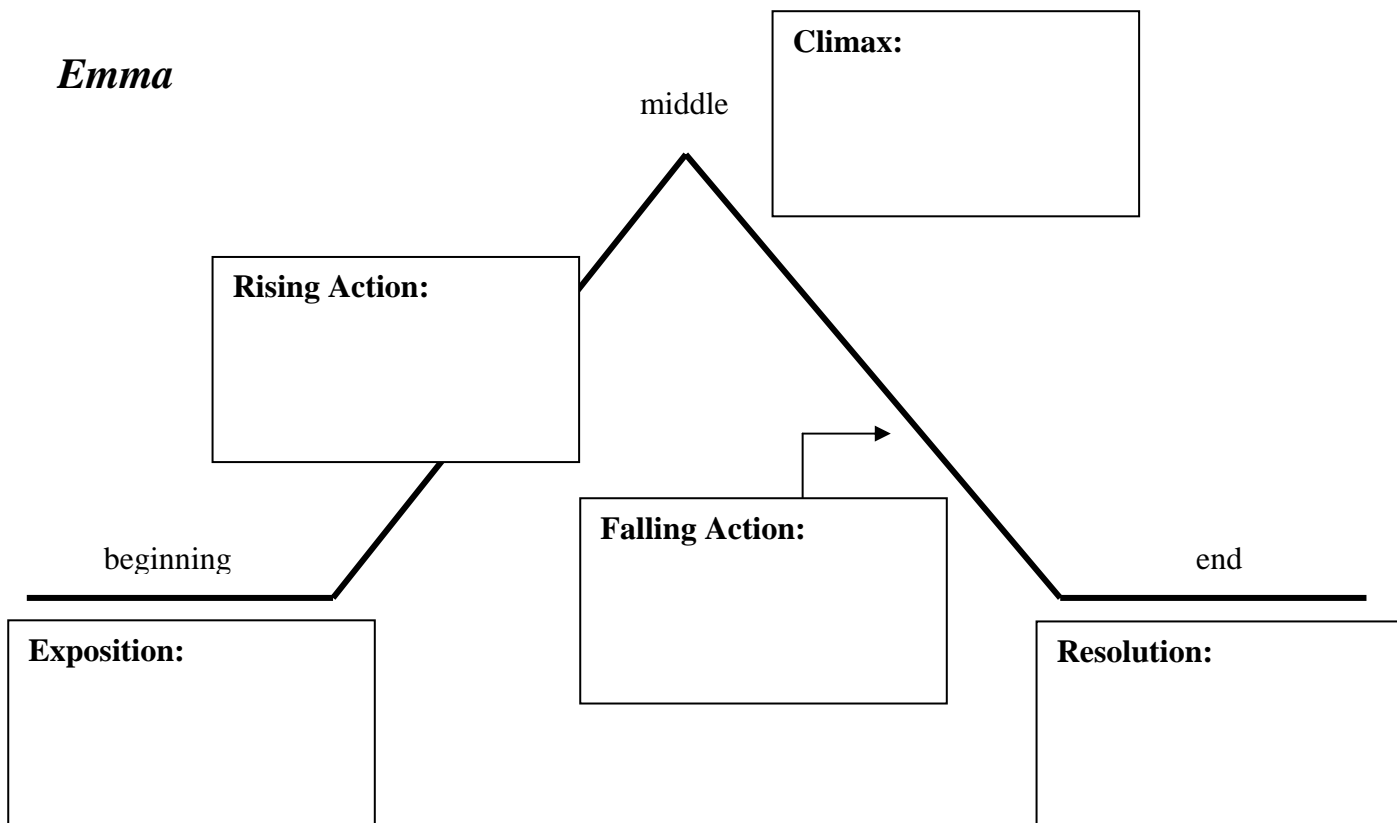 Emma
Climax:
middle
Rising Action:
Falling Action:
beginning
end
Exposition:
Resolution: